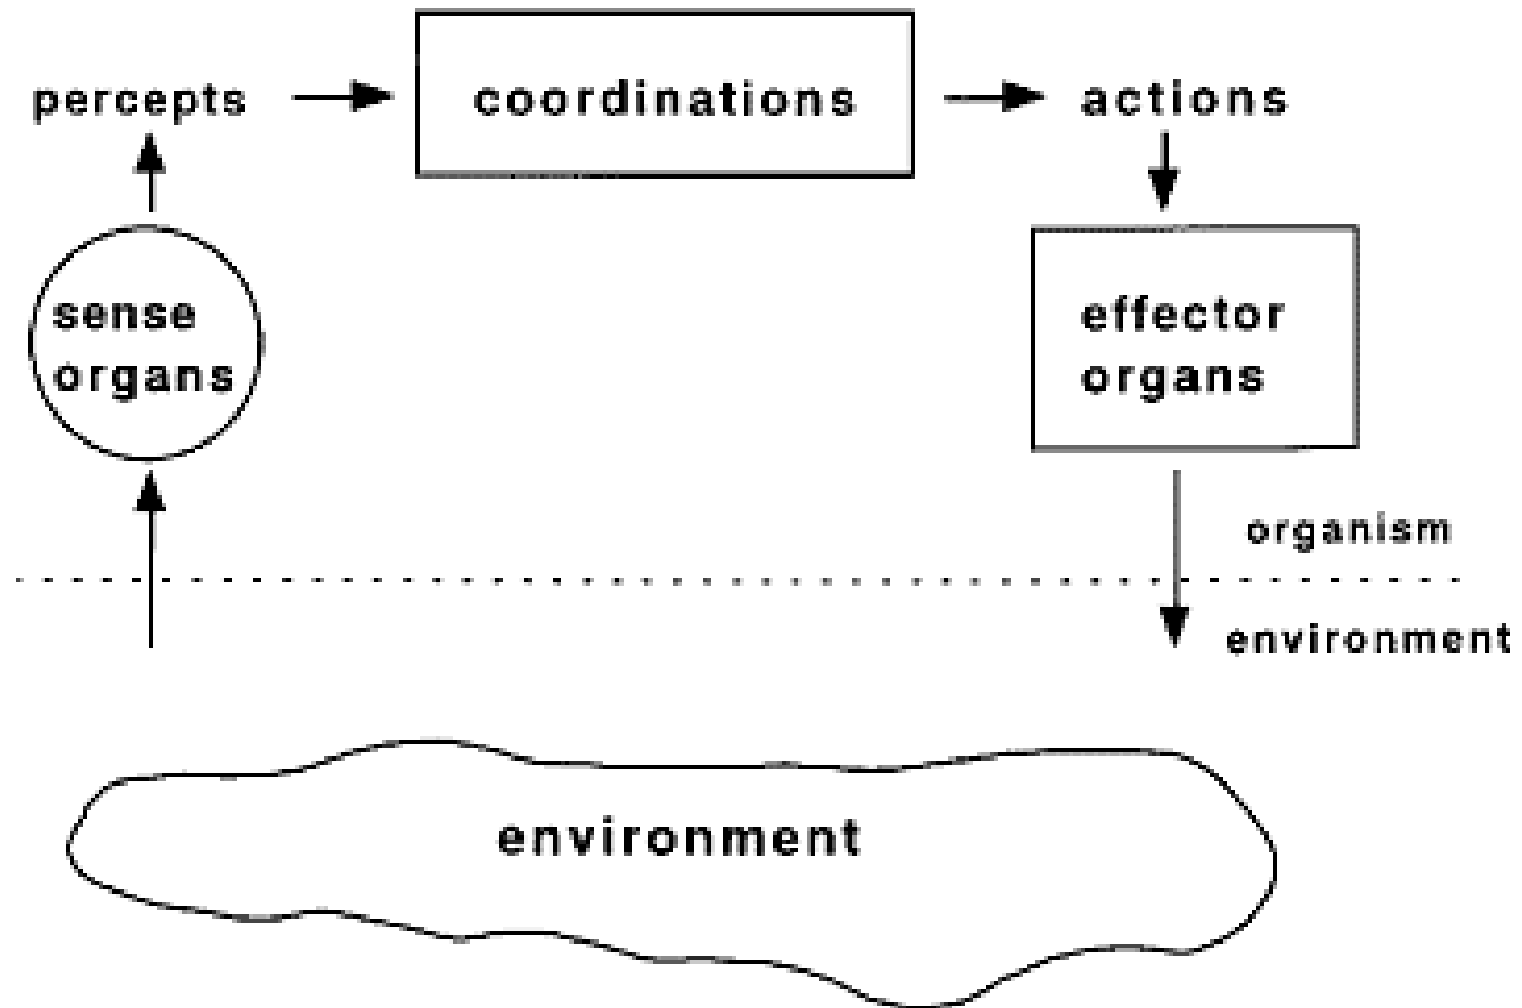 percepts
coordinations
actions
sense
organs
effector
organs
organism
environment
environment